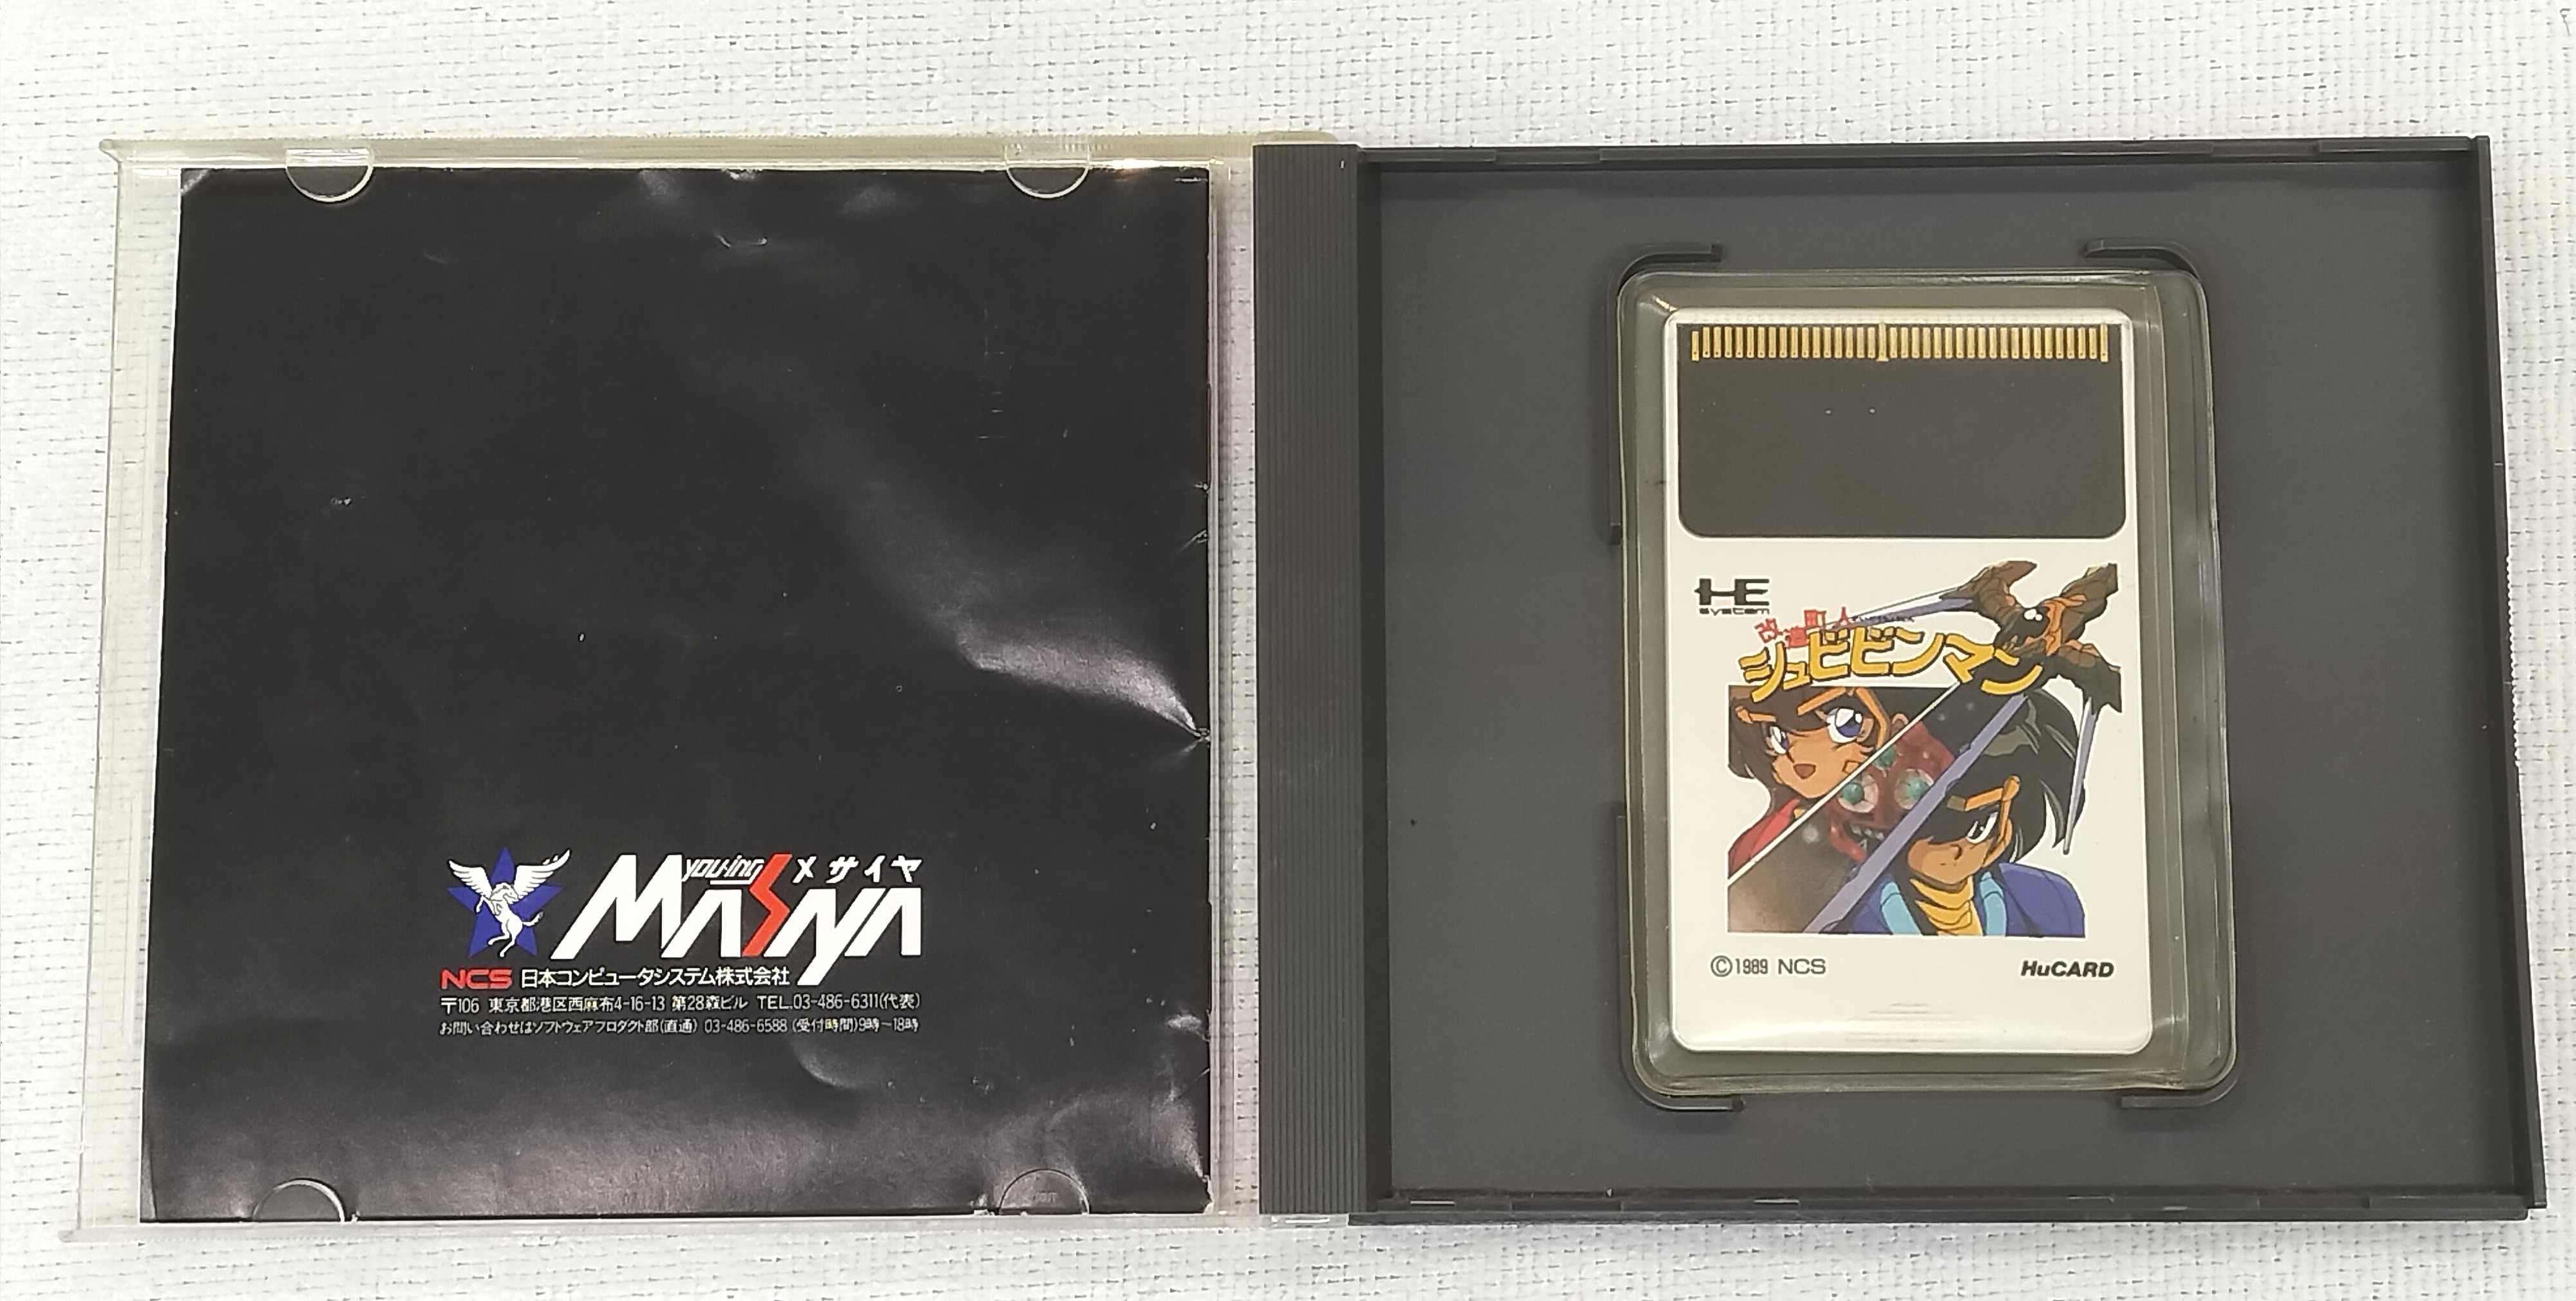 you-ing メサイヤ
MASAYA
NCS 日本コンピュータシステム株式会社
〒106 東京都港区西麻布4-16-13 第28森ビル TEL.03-486-6311(代表)
お問い合わせはソフトウェアプロダクト部(直通) 03-486-6588 (受付時間)9時〜18時
HE
system
改造町人
シュビビンマン
©1989 NCS
HuCARD